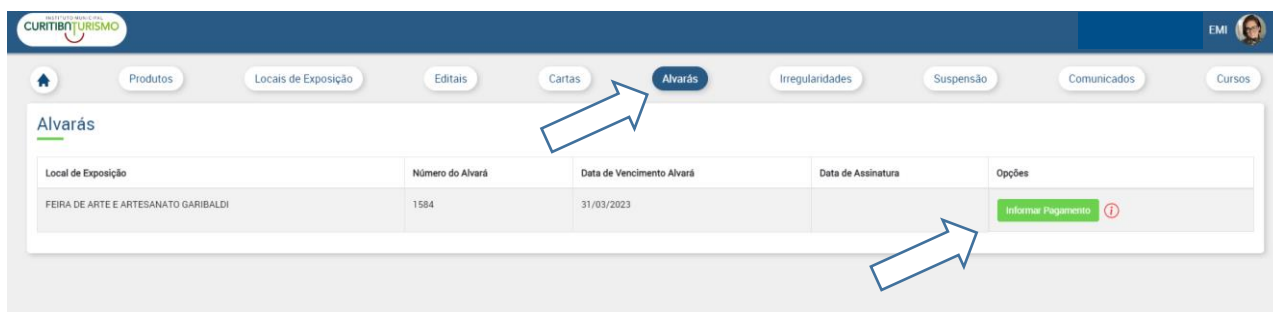 INSTITUTO MUNICIPAL
CURITIBATURISMO
EMI
Produtos
Locais de Exposição
Editais
Cartas
Alvarás
Irregularidades
Suspensão
Comunicados
Cursos
Alvarás
Local de Exposição Número do Alvará Data de Vencimento Alvará Data de Assinatura Opções
FEIRA DE ARTE E ARTESANATO GARIBALDI 1584 31/03/2023 Informar Pagamento i